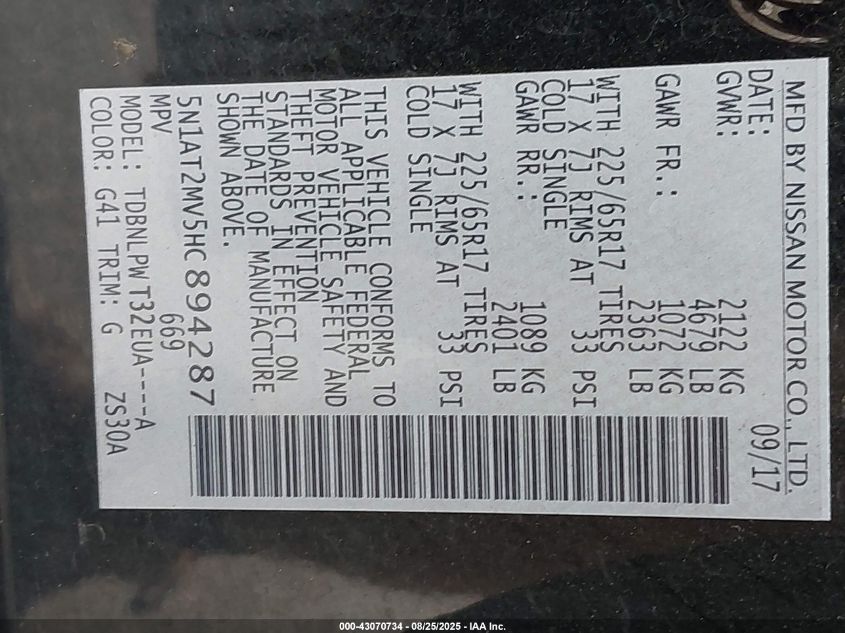 MFD BY NISSAN MOTOR CO., LTD.
DATE: 09/17
GVWR: 2122 KG
4679 LB
GAWR FR.: 1072 KG
2363 LB
WITH 225/65R17 TIRES
17 X 7J RIMS AT 33 PSI
COLD SINGLE
GAWR RR.: 1089 KG
2401 LB
WITH 225/65R17 TIRES
17 X 7J RIMS AT 33 PSI
COLD SINGLE
THIS VEHICLE CONFORMS TO
ALL APPLICABLE FEDERAL
MOTOR VEHICLE SAFETY AND
THEFT PREVENTION
STANDARDS IN EFFECT ON
THE DATE OF MANUFACTURE
SHOWN ABOVE.
5N1AT2MV5HC894287
MPV 669
MODEL: TDBNLPW T32EUA----A
COLOR: G41 TRIM: G ZS30A
000-43070734 - 08/25/2025 - IAA Inc.